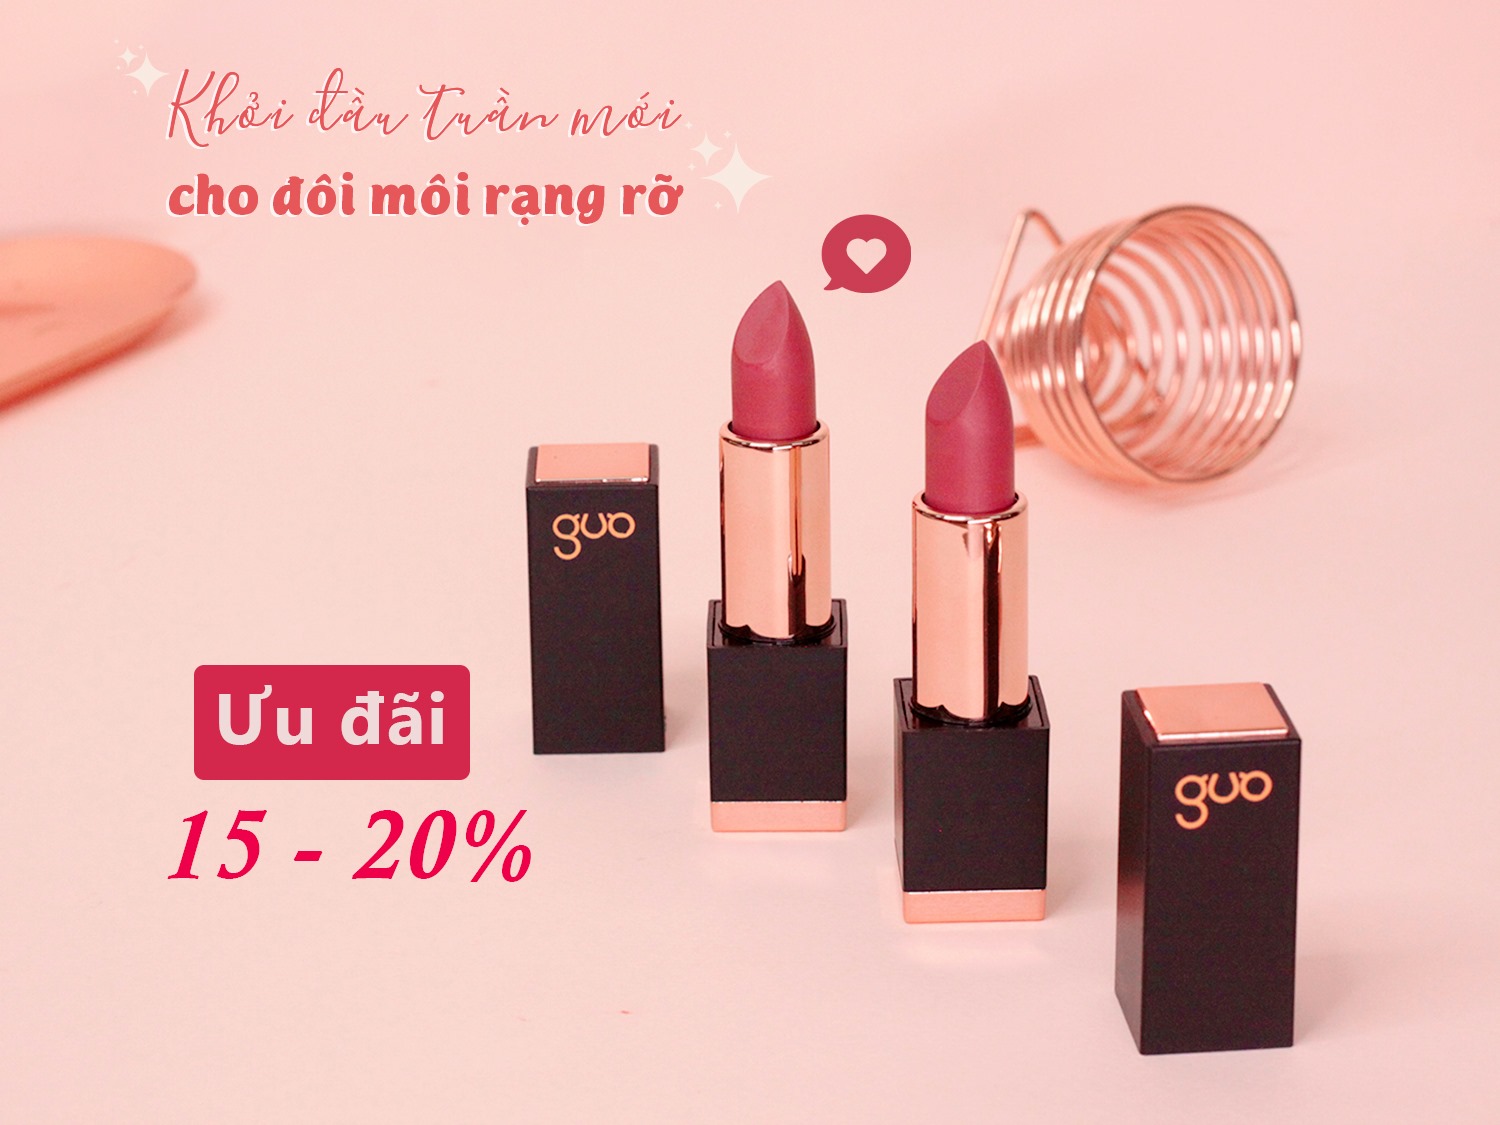 Khởi đầu tuần mới
cho đôi môi rạng rỡ
guo
Ưu đãi
15 - 20%
guo